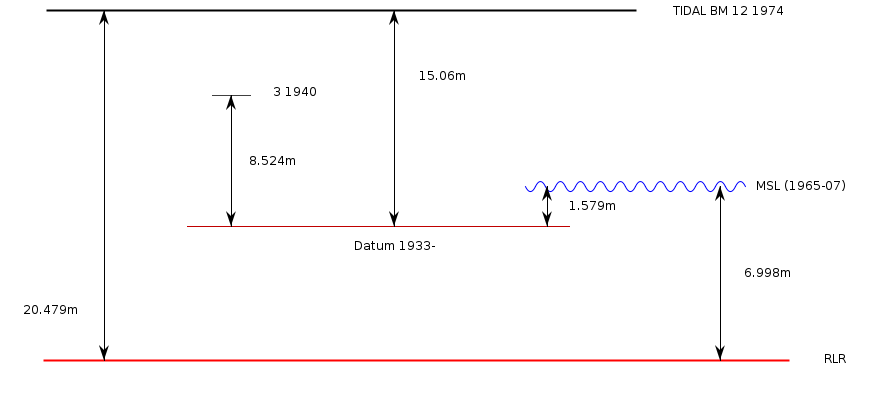 TIDAL BM 12 1974
15.06m
3 1940
8.524m
MSL (1965-07)
1.579m
Datum 1933-
6.998m
20.479m
RLR